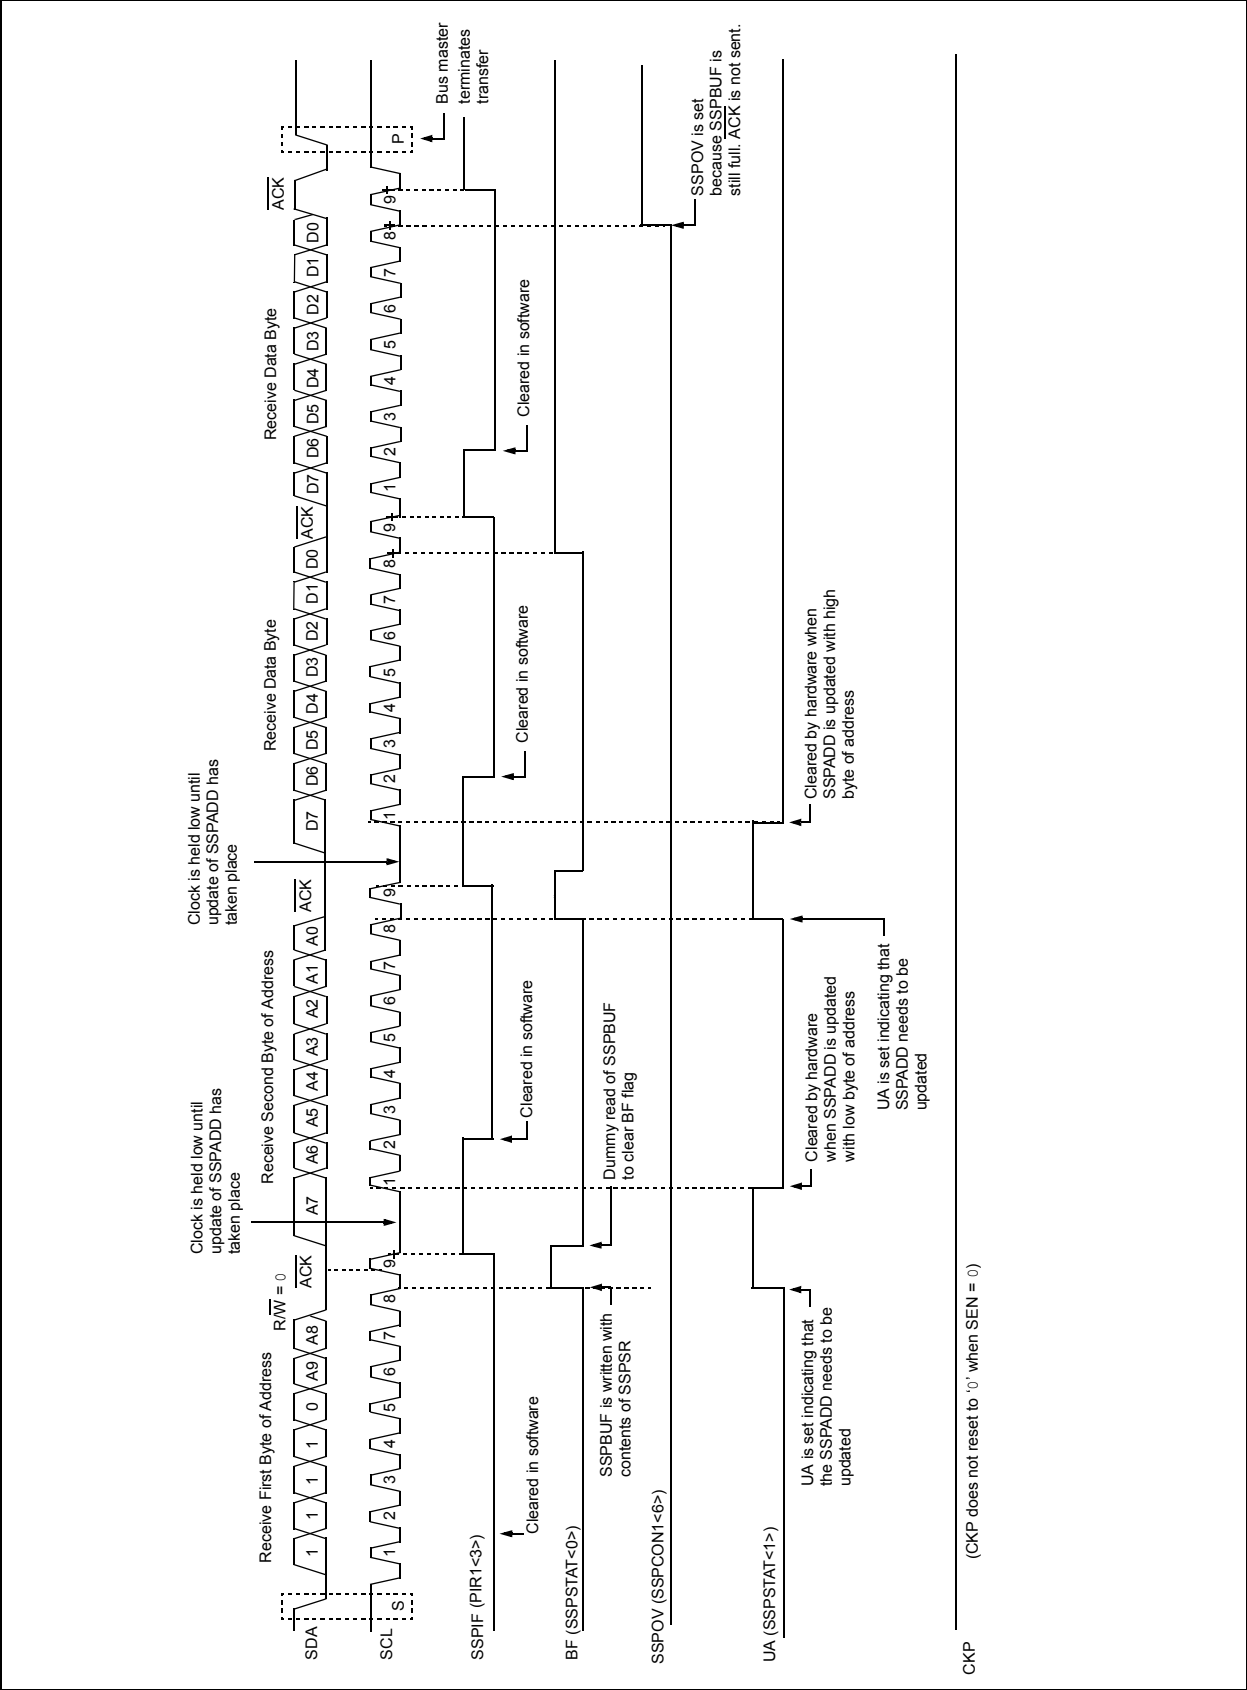 Receive First Byte of Address
R/W = 0
Clock is held low until
update of SSPADD has
taken place
Receive Second Byte of Address
Clock is held low until
update of SSPADD has
taken place
Receive Data Byte
Receive Data Byte
ACK
SDA
1 1 1 1 0 A9 A8 ACK A7 A6 A5 A4 A3 A2 A1 A0 ACK D7 D6 D5 D4 D3 D2 D1 D0 ACK D7 D6 D5 D4 D3 D2 D1 D0
SCL
S 1 2 3 4 5 6 7 8 9 1 2 3 4 5 6 7 8 9 1 2 3 4 5 6 7 8 9 1 2 3 4 5 6 7 8 9 P
Bus master
terminates
transfer
SSPIF (PIR1<3>)
Cleared in software
Cleared in software
Cleared in software
Cleared in software
BF (SSPSTAT<0>)
SSPBUF is written with
contents of SSPSR
Dummy read of SSPBUF
to clear BF flag
SSPOV (SSPCON1<6>)
SSPOV is set
because SSPBUF is
still full. ACK is not sent.
UA (SSPSTAT<1>)
UA is set indicating that
the SSPADD needs to be
updated
Cleared by hardware
when SSPADD is updated
with low byte of address
UA is set indicating that
SSPADD needs to be
updated
Cleared by hardware when
SSPADD is updated with high
byte of address
CKP
(CKP does not reset to ‘0’ when SEN = 0)